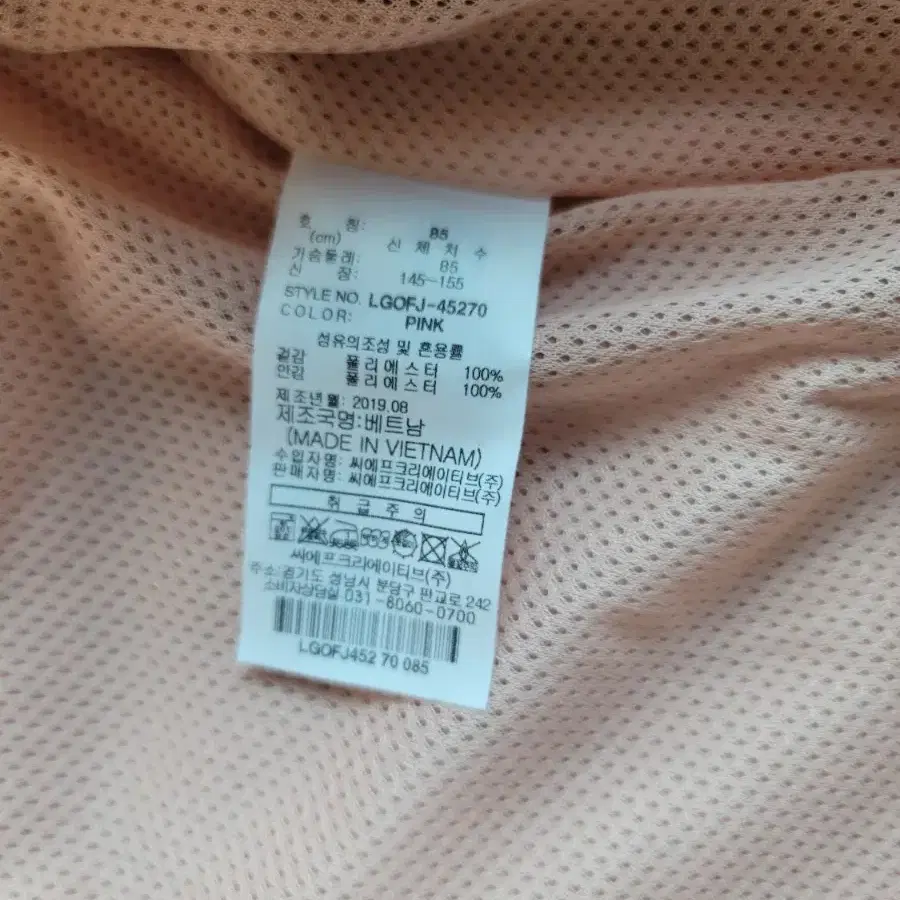 호 칭: 85
(cm) 신 체 치 수
가슴둘레: 85
신 장: 145~155
STYLE NO. LGOFJ-45270
COLOR: PINK
섬유의조성 및 혼용률
겉감 폴리에스터 100%
안감 폴리에스터 100%
제조년월: 2019.08
제조국명:베트남
(MADE IN VIETNAM)
수입자명: 씨에프크리에이티브(주)
판매자명: 씨에프크리에이티브(주)
취 급 주 의
씨에프크리에이티브(주)
주소:경기도 성남시 분당구 판교로 242
소비자상담실 031-8060-0700
LGOFJ452 70 085